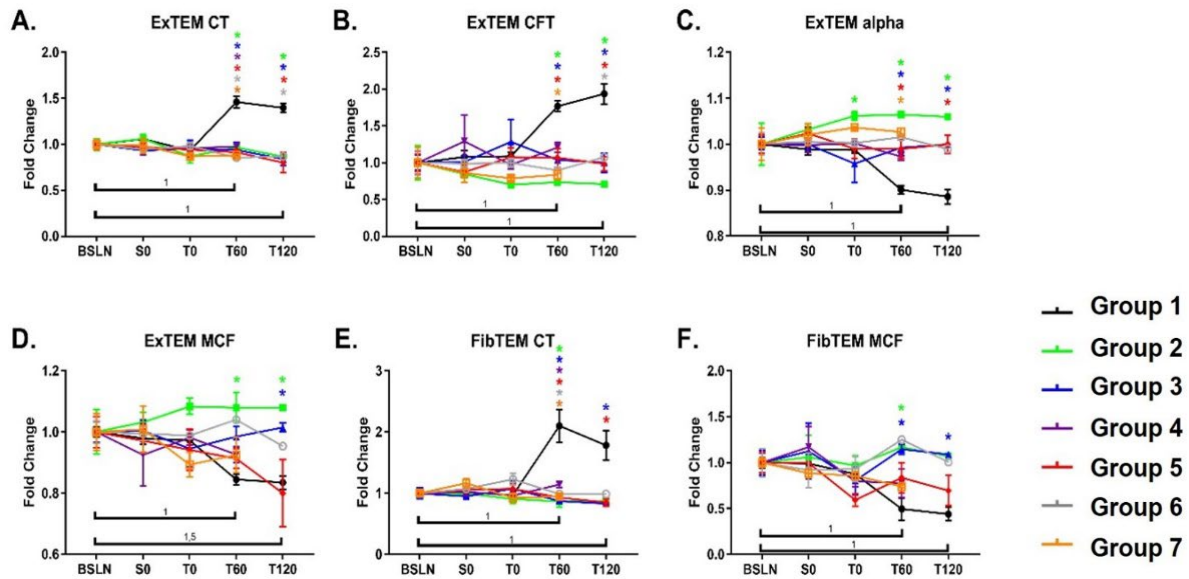 A. ExTEM CT
Fold Change
2.0
1.5
1.0
0.5
0.0
* * * * * *
* * * *
1
1
BSLN S0 T0 T60 T120
B. ExTEM CFT
Fold Change
2.5
2.0
1.5
1.0
0.5
0.0
* * * * *
* * * *
1
1
BSLN S0 T0 T60 T120
C. ExTEM alpha
Fold Change
1.2
1.1
1.0
0.9
0.8
*
* * * *
* * *
1
1
BSLN S0 T0 T60 T120
D. ExTEM MCF
Fold Change
1.2
1.0
0.8
0.6
*
* *
1
1,5
BSLN S0 T0 T60 T120
E. FibTEM CT
Fold Change
3
2
1
0
* * * * * *
* *
1
1
BSLN S0 T0 T60 T120
F. FibTEM MCF
Fold Change
2.0
1.5
1.0
0.5
0.0
* *
*
1
1
BSLN S0 T0 T60 T120
Group 1
Group 2
Group 3
Group 4
Group 5
Group 6
Group 7